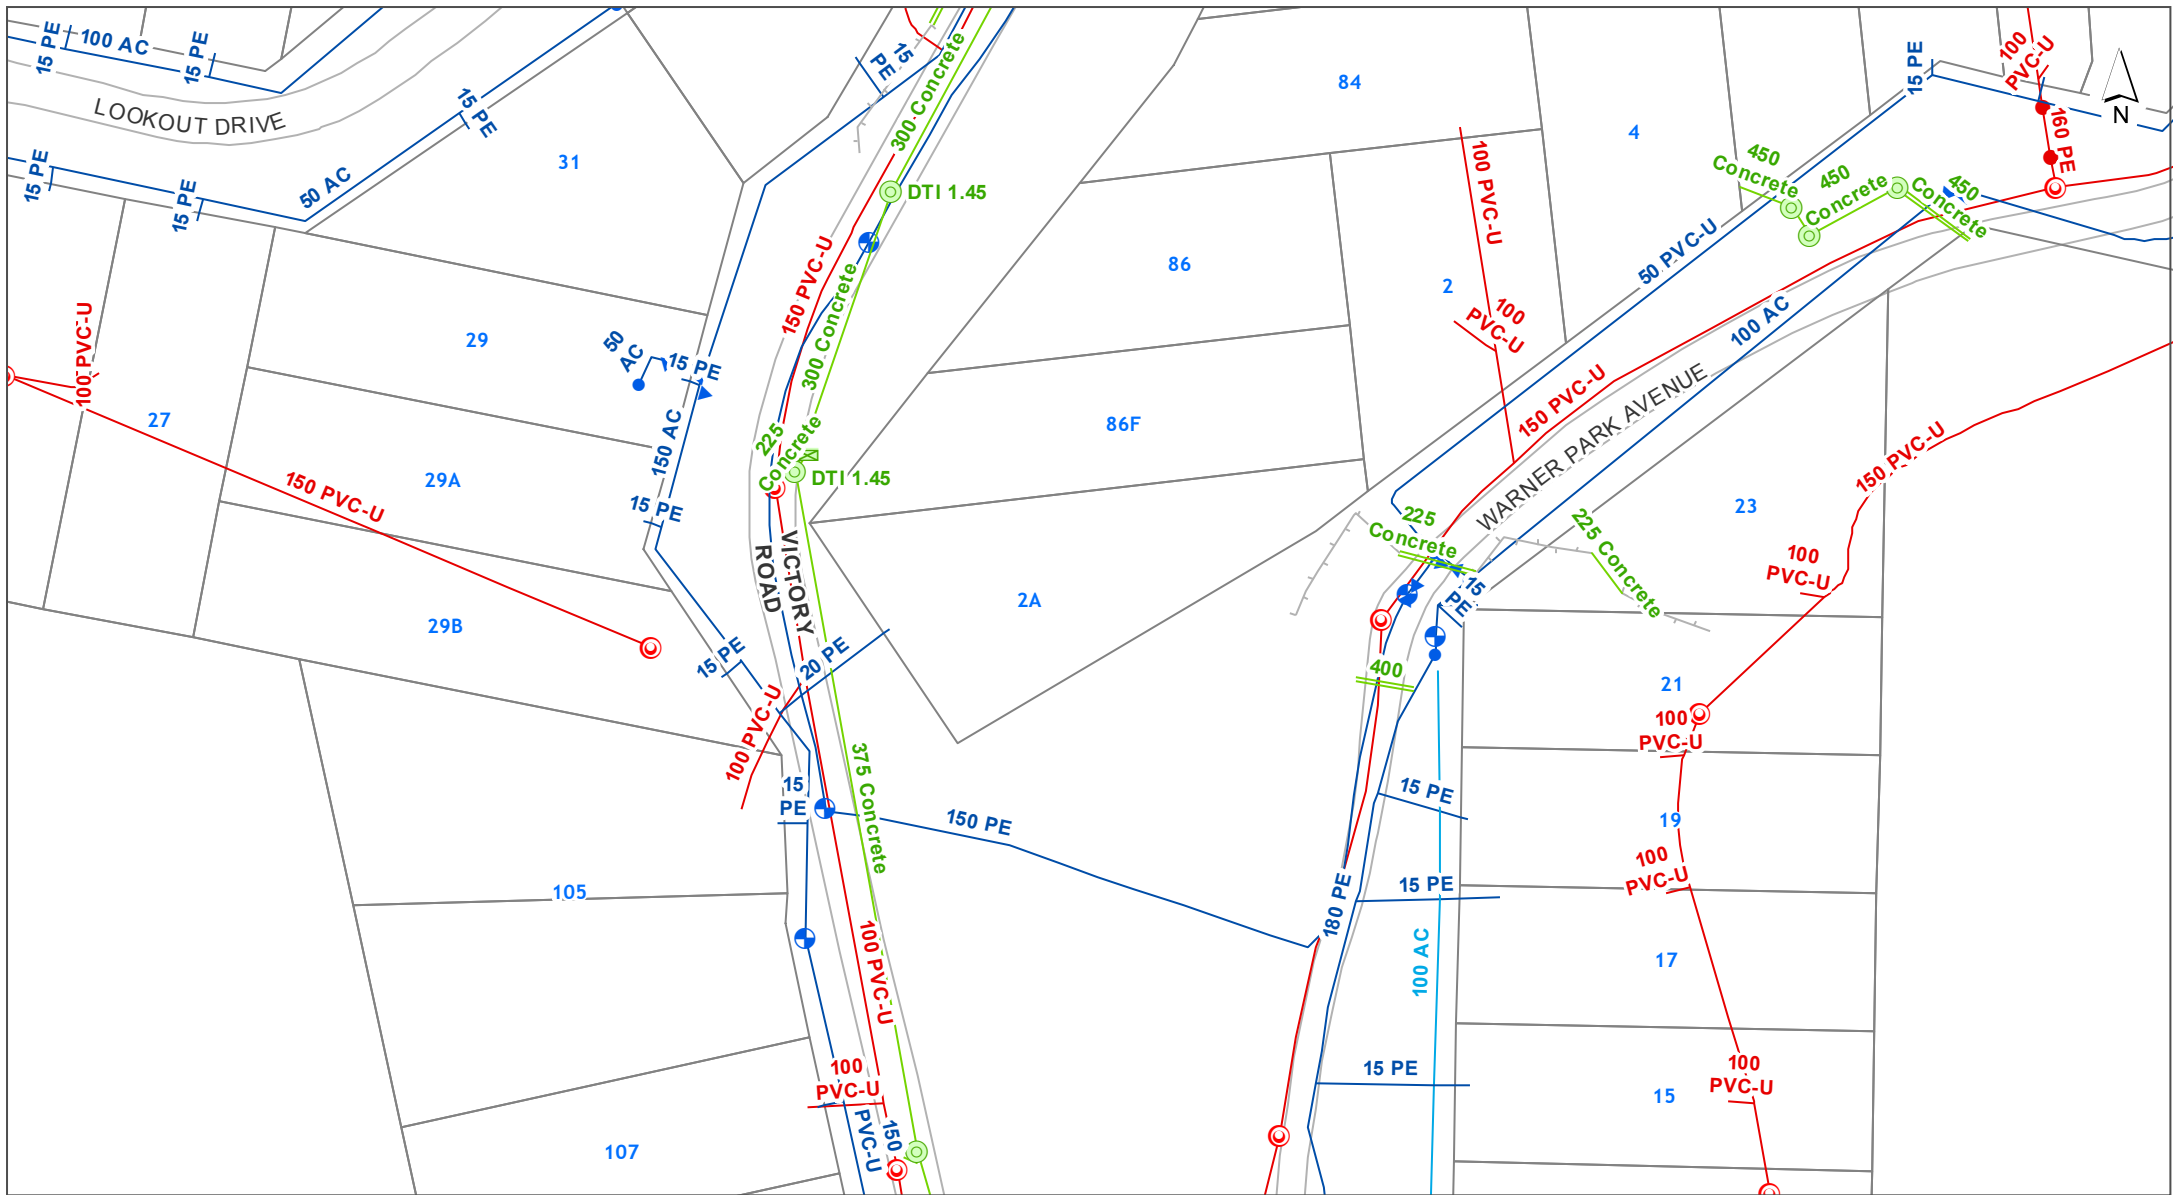 15 PE
100 AC
15 PE
LOOKOUT DRIVE
15 PE
15 PE
50 AC
15 PE
31
15
PE
300 Concrete
DTI 1.45
84
4
100 PVC-U
450
Concrete
450
Concrete
450
Concrete
15 PE
100
PVC-U
160 PE
N
150 PVC-U
300 Concrete
86
2
100
PVC-U
50 PVC-U
100 AC
100 PVC-U
29
50
AC
15 PE
27
29A
150 AC
225
Concrete
DTI 1.45
86F
150 PVC-U
WARNER PARK AVENUE
150 PVC-U
150 PVC-U
15 PE
VICTORY
ROAD
225
Concrete
225 Concrete
23
100
PVC-U
29B
15 PE
20 PE
2A
15
PE
400
21
100
PVC-U
100 PVC-U
15
PE
375 Concrete
150 PE
15 PE
19
100
PVC-U
105
180 PE
15 PE
100 PVC-U
100 AC
17
100
PVC-U
15 PE
100
PVC-U
15
107
150
PVC-U